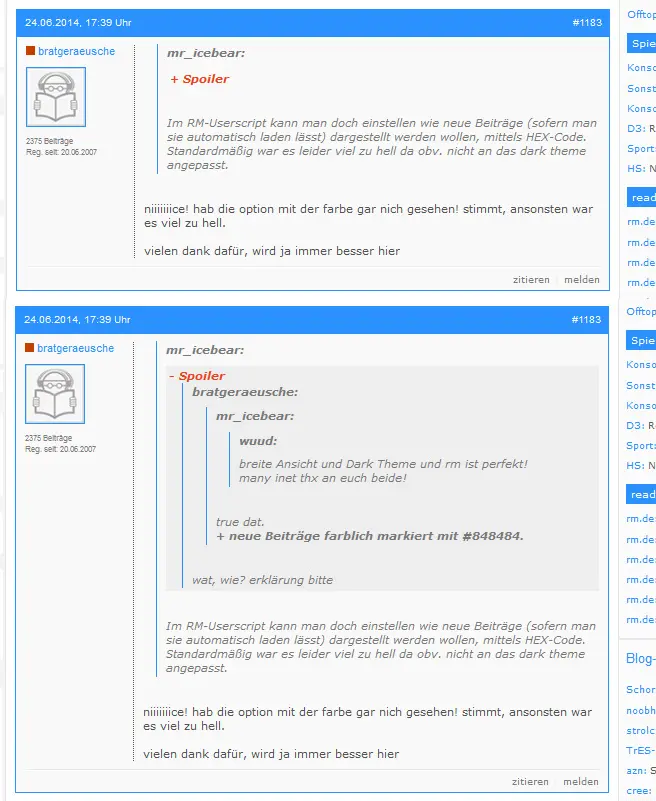 24.06.2014, 17:39 Uhr #1183
bratgeraeusche
2375 Beiträge
Reg. seit: 20.06.2007
mr_icebear:
+ Spoiler
Im RM-Userscript kann man doch einstellen wie neue Beiträge (sofern man
sie automatisch laden lässt) dargestellt werden wollen, mittels HEX-Code.
Standardmäßig war es leider viel zu hell da obv. nicht an das dark theme
angepasst.
niiiiiiice! hab die option mit der farbe gar nich gesehen! stimmt, ansonsten war
es viel zu hell.
vielen dank dafür, wird ja immer besser hier
zitieren melden
Offtop
Spie
Konso
Sonst
Konso
D3: R
Sport:
HS: N
read
rm.de
rm.de
rm.de
rm.de
24.06.2014, 17:39 Uhr #1183
bratgeraeusche
2375 Beiträge
Reg. seit: 20.06.2007
mr_icebear:
- Spoiler
bratgeraeusche:
mr_icebear:
wuud:
breite Ansicht und Dark Theme und rm ist perfekt!
many inet thx an euch beide!
true dat.
+ neue Beiträge farblich markiert mit #848484.
wat, wie? erklärung bitte
Im RM-Userscript kann man doch einstellen wie neue Beiträge (sofern man
sie automatisch laden lässt) dargestellt werden wollen, mittels HEX-Code.
Standardmäßig war es leider viel zu hell da obv. nicht an das dark theme
angepasst.
niiiiiiice! hab die option mit der farbe gar nich gesehen! stimmt, ansonsten war
es viel zu hell.
vielen dank dafür, wird ja immer besser hier
zitieren melden
Offtop
Spie
Konso
Sonst
Konso
D3: R
Sport:
HS: N
read
rm.de:
rm.de:
rm.de:
rm.de:
rm.de:
rm.de:
Blog-
Schor
noobh
strolc
TrES-
azn: S
cree: